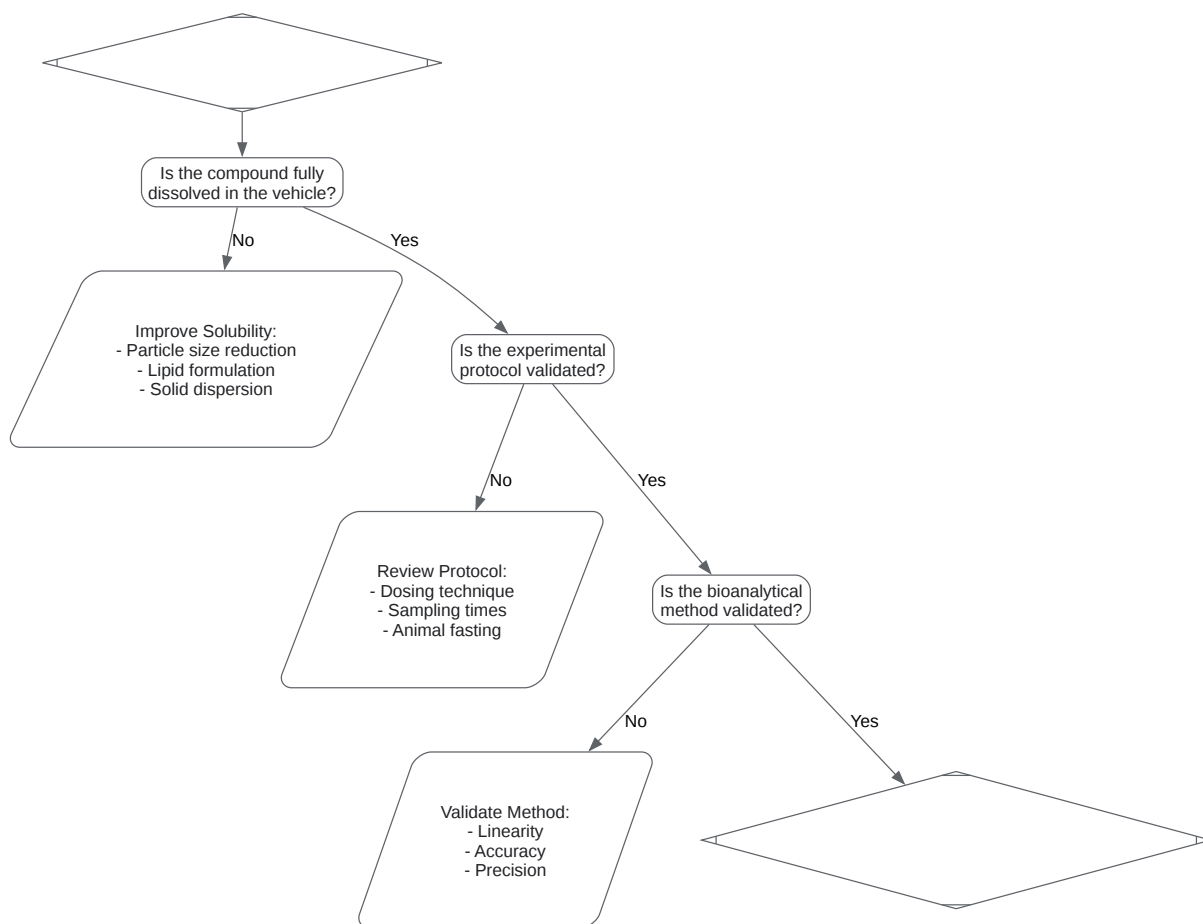 Is the compound fully
dissolved in the vehicle?
No
Yes
Improve Solubility:
- Particle size reduction
- Lipid formulation
- Solid dispersion
Is the experimental
protocol validated?
No
Yes
Review Protocol:
- Dosing technique
- Sampling times
- Animal fasting
Is the bioanalytical
method validated?
No
Yes
Validate Method:
- Linearity
- Accuracy
- Precision